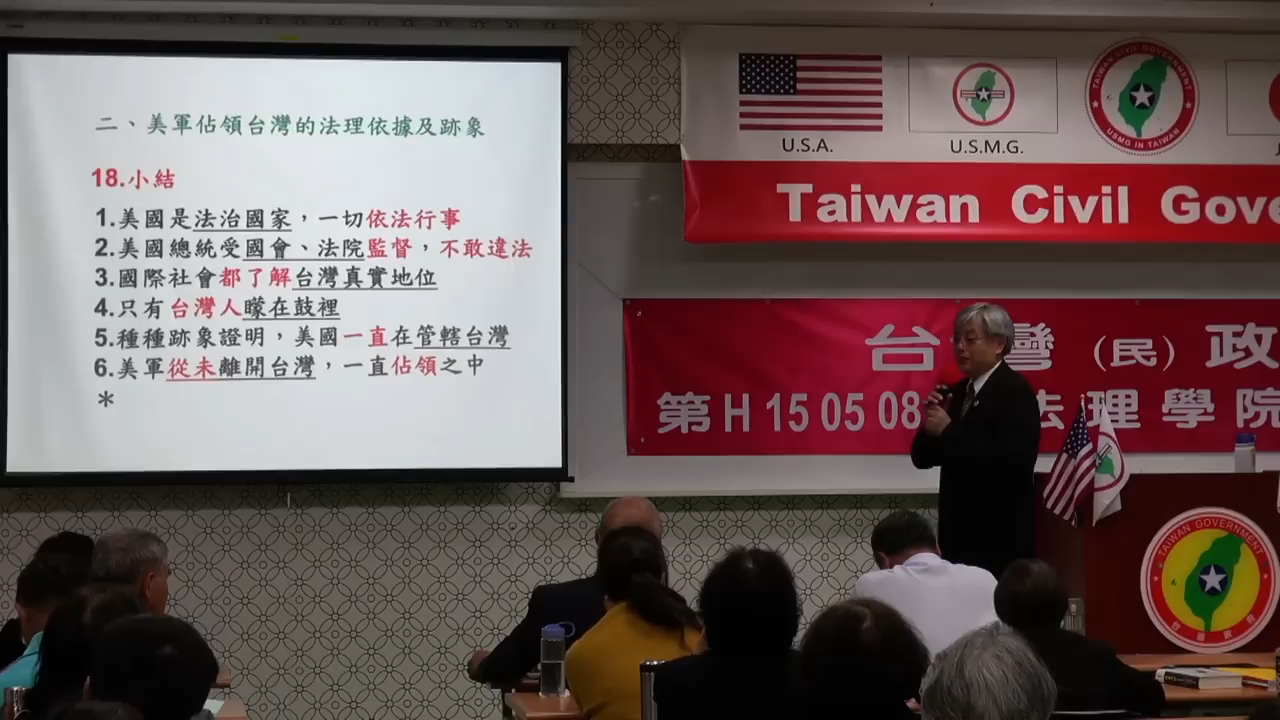 二、美軍佔領台灣的法理依據及跡象
18.小結
1.美國是法治國家，一切依法行事
2.美國總統受國會、法院監督，不敢違法
3.國際社會都了解台灣真實地位
4.只有台灣人矇在鼓裡
5.種種跡象證明，美國一直在管轄台灣
6.美軍從未離開台灣，一直佔領之中
*
U.S.A.
U.S.M.G.
TAIWAN CIVIL GOVERNMENT
USMG IN TAIWAN
J
Taiwan Civil Gove
台灣（民）政
第H 15 05 08 法理學院
TAIWAN GOVERNMENT
台灣政府